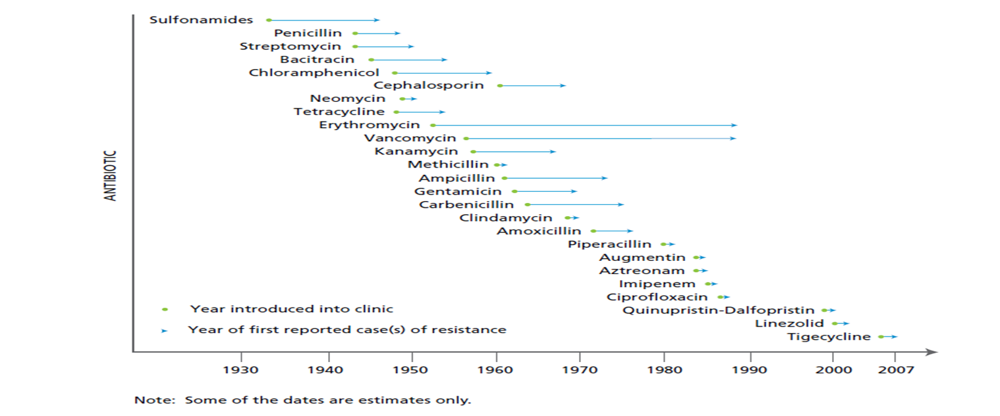 Sulfonamides
Penicillin
Streptomycin
Bacitracin
Chloramphenicol
Cephalosporin
Neomycin
Tetracycline
Erythromycin
Vancomycin
Kanamycin
Methicillin
Ampicillin
Gentamicin
Carbenicillin
Clindamycin
Amoxicillin
Piperacillin
Augmentin
Aztreonam
Imipenem
Ciprofloxacin
Quinupristin-Dalfopristin
Linezolid
Tigecycline
ANTIBIOTIC
Year introduced into clinic
Year of first reported case(s) of resistance
1930 1940 1950 1960 1970 1980 1990 2000 2007
Note: Some of the dates are estimates only.